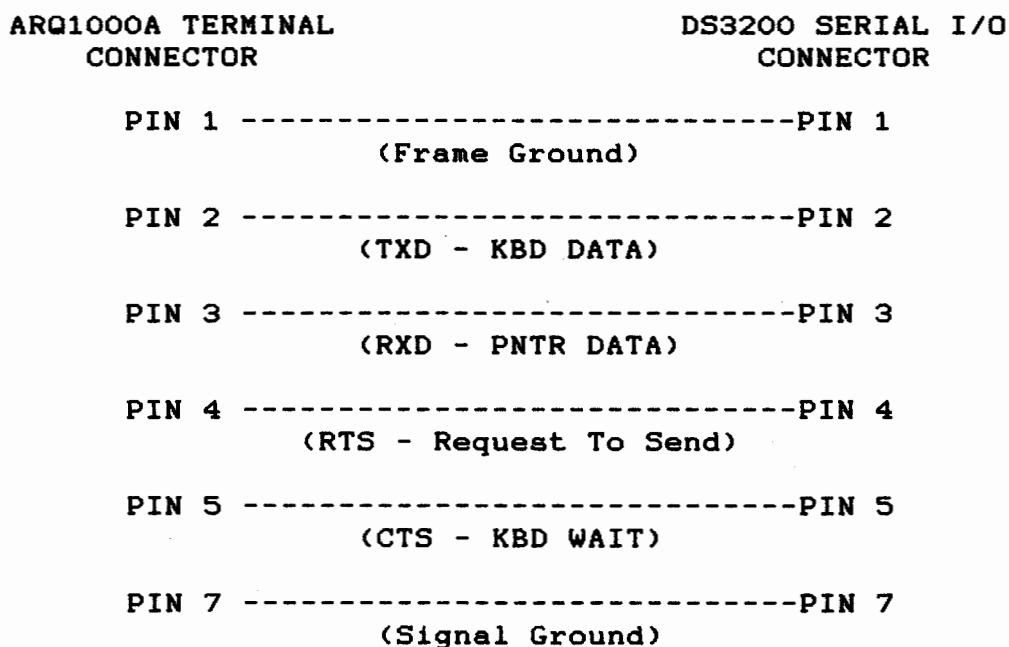 ARQ1000A TERMINAL DS3200 SERIAL I/O
CONNECTOR CONNECTOR
PIN 1 -----------------------------PIN 1
(Frame Ground)
PIN 2 -----------------------------PIN 2
(TXD - KBD DATA)
PIN 3 -----------------------------PIN 3
(RXD - PNTR DATA)
PIN 4 -----------------------------PIN 4
(RTS - Request To Send)
PIN 5 -----------------------------PIN 5
(CTS - KBD WAIT)
PIN 7 -----------------------------PIN 7
(Signal Ground)